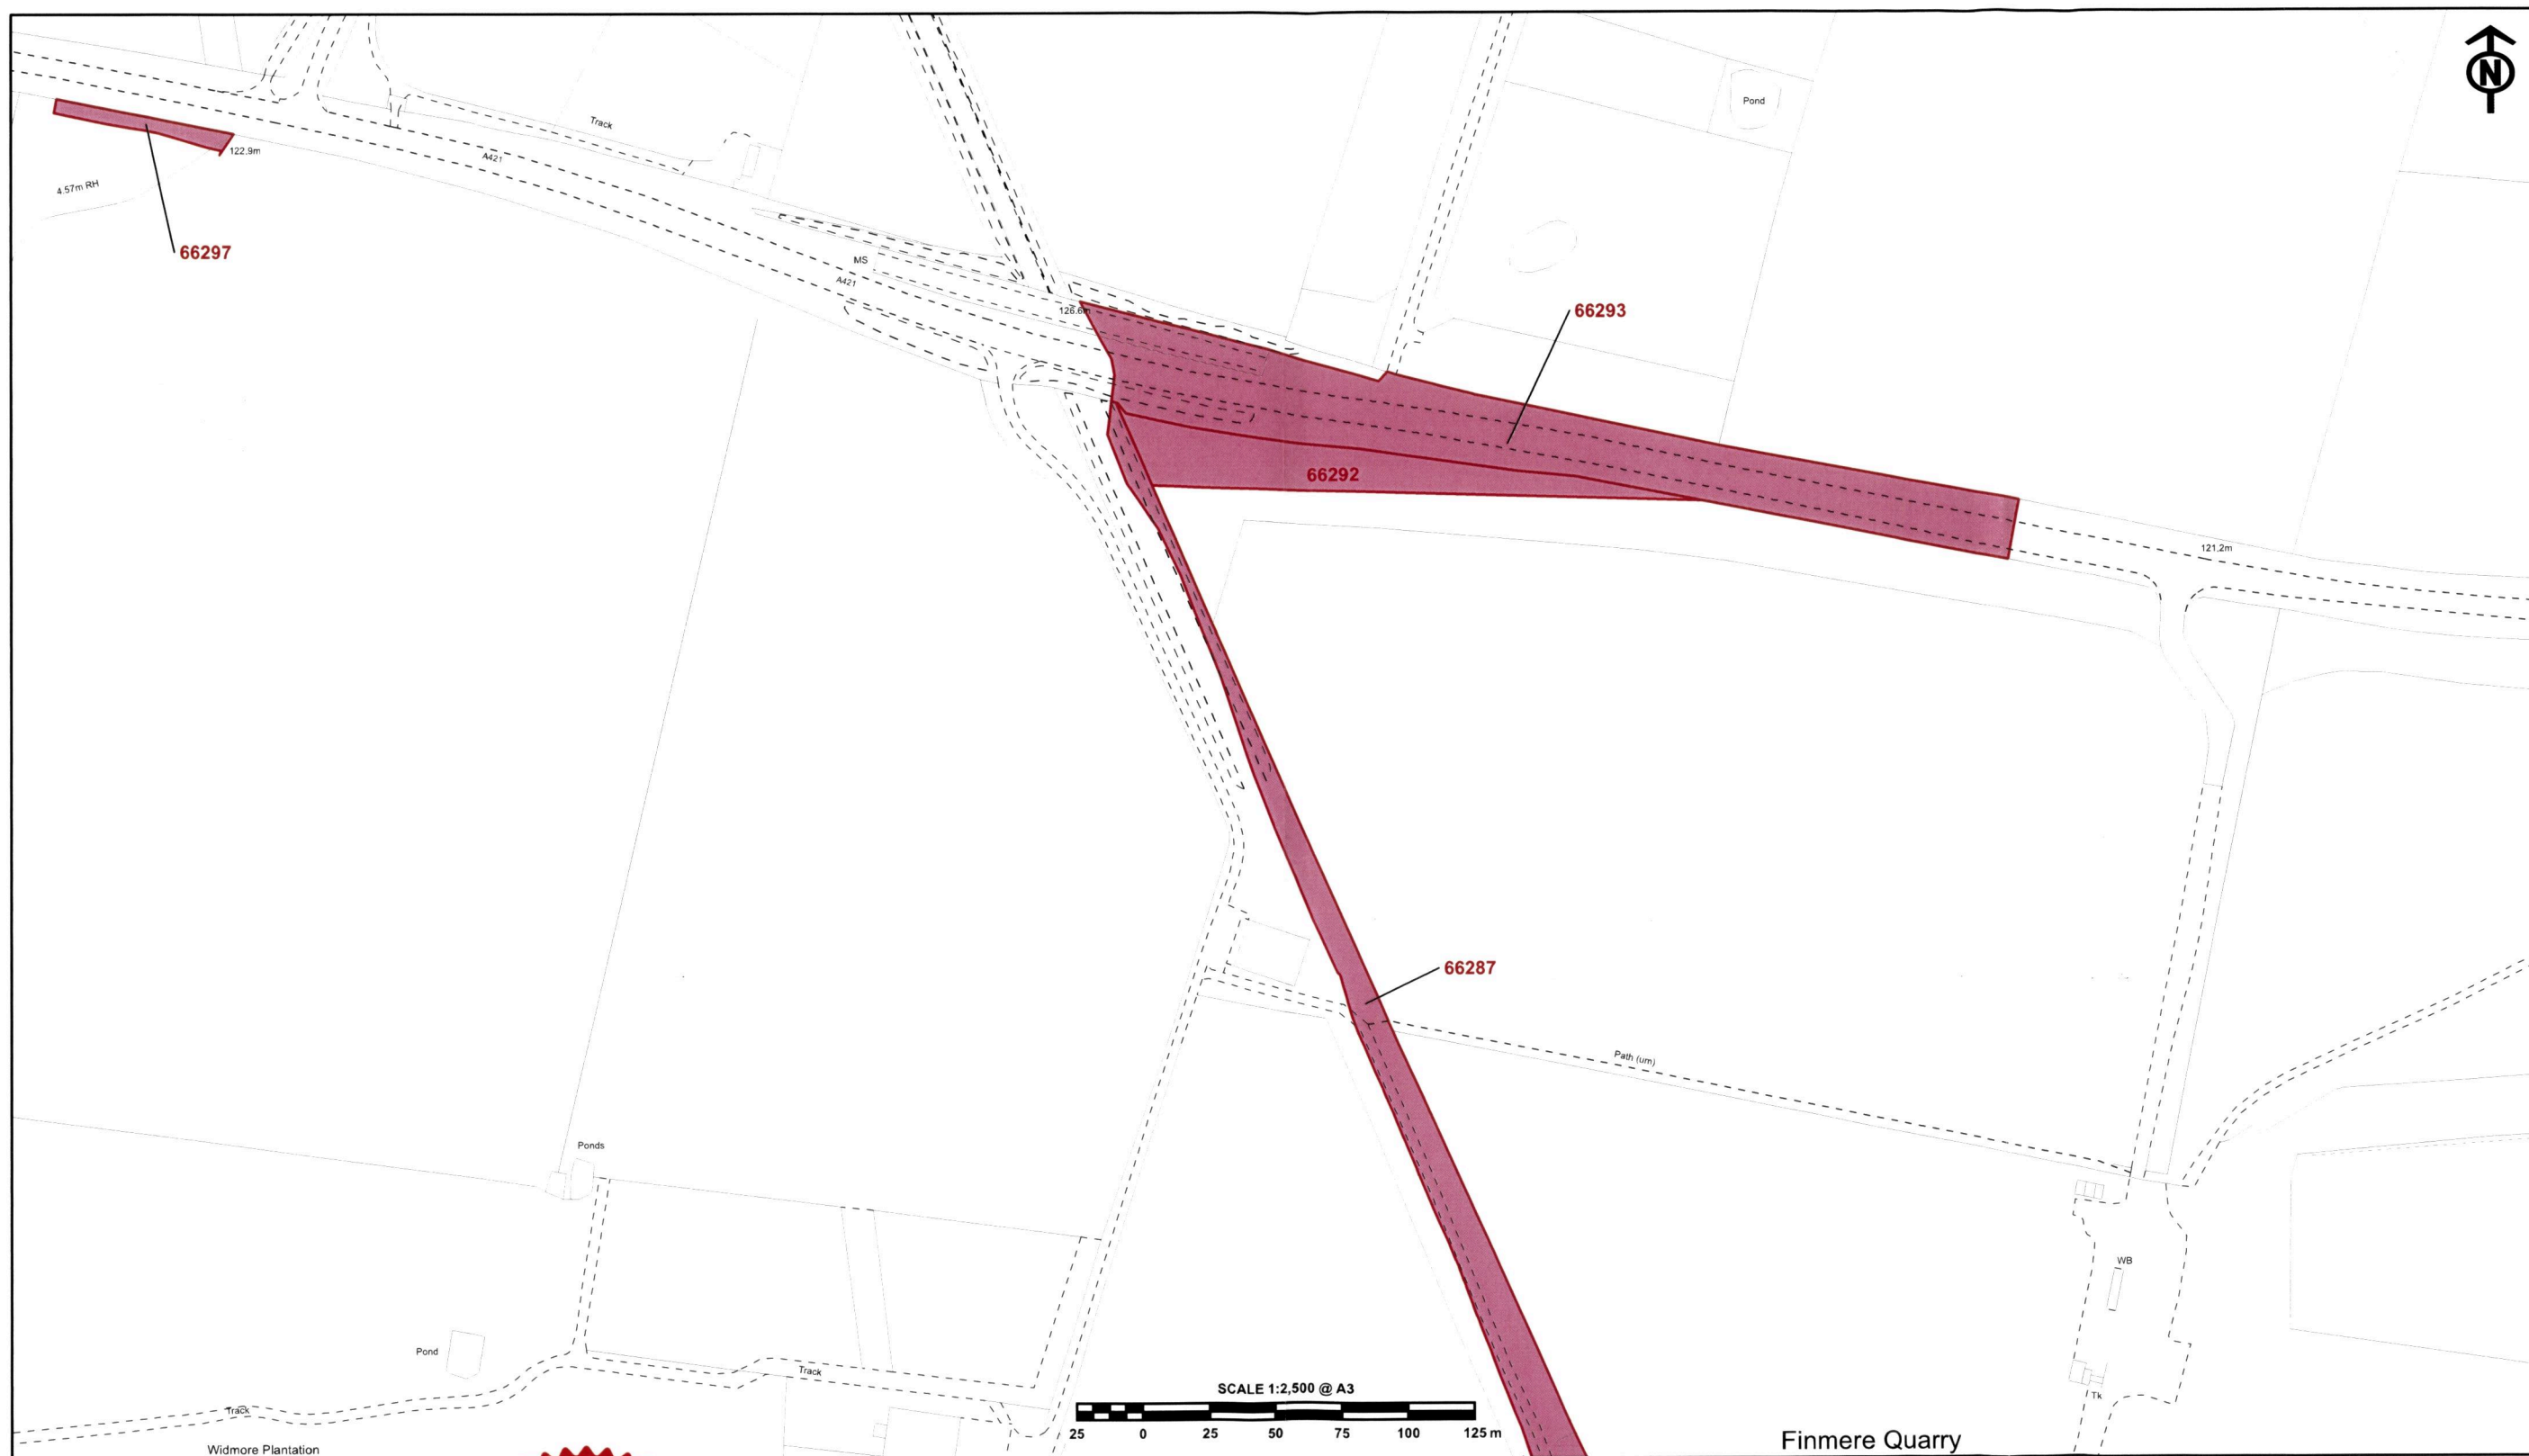 N
Pond
Track
122.9m
A421
4.57m RH
66297
MS
A421
126.6m
66293
66292
121.2m
66287
Path (um)
Ponds
WB
Pond
Track
SCALE 1:2,500 @ A3
Tk
Track
25 0 25 50 75 100 125 m
Widmore Plantation
Finmere Quarry